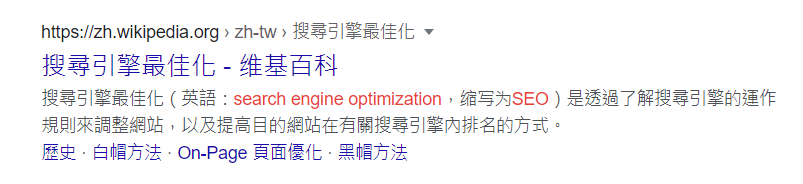 https://zh.wikipedia.org › zh-tw › 搜尋引擎最佳化
搜尋引擎最佳化 - 维基百科
搜尋引擎最佳化（英語：search engine optimization，缩写为SEO）是透過了解搜尋引擎的運作
規則來調整網站，以及提高目的網站在有關搜尋引擎內排名的方式。
歷史 · 白帽方法 · On-Page 頁面優化 · 黑帽方法